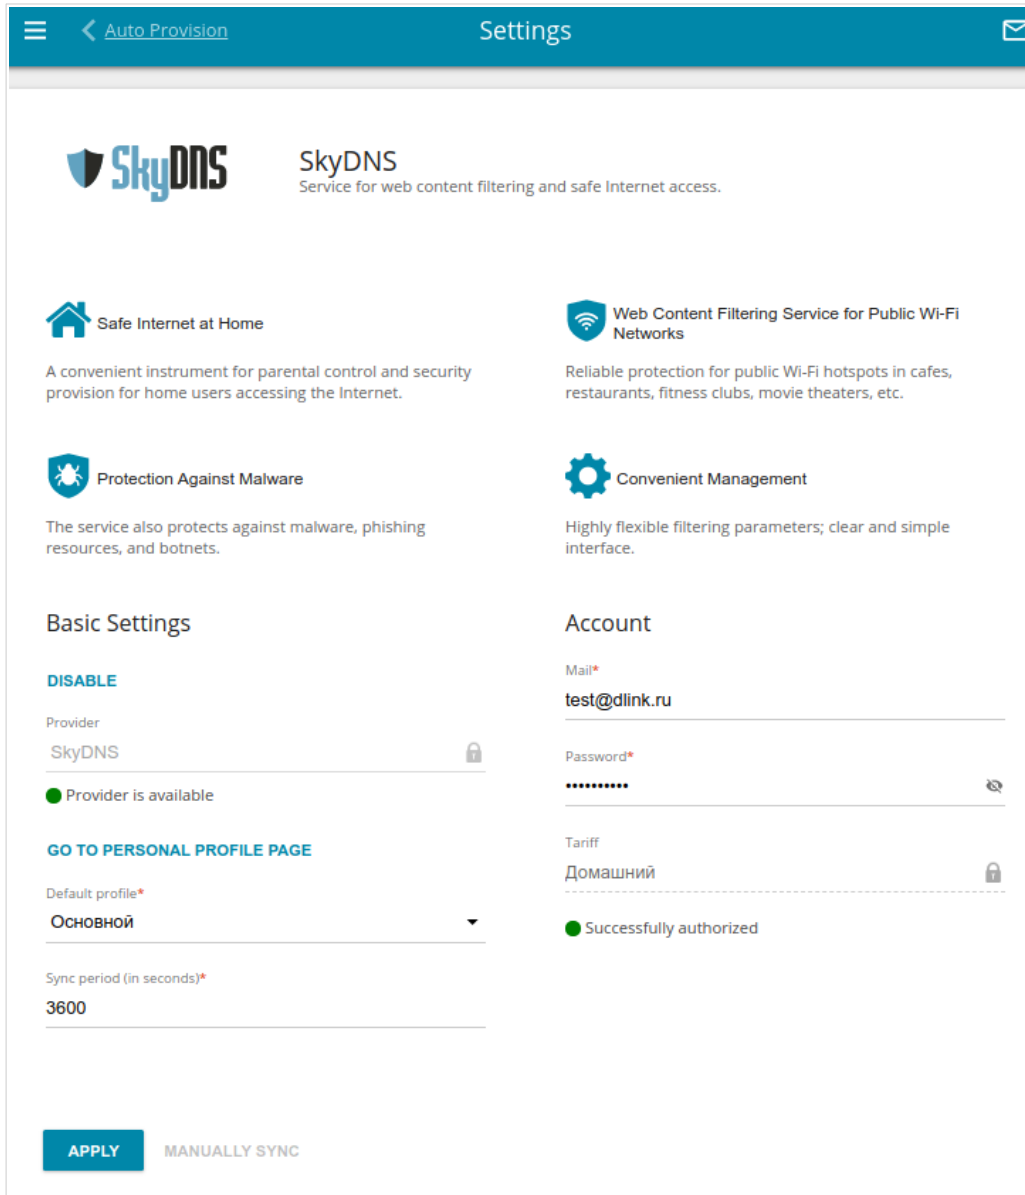 Auto Provision
Settings
SkyDNS
SkyDNS
Service for web content filtering and safe Internet access.
Safe Internet at Home
A convenient instrument for parental control and security
provision for home users accessing the Internet.
Web Content Filtering Service for Public Wi-Fi
Networks
Reliable protection for public Wi-Fi hotspots in cafes,
restaurants, fitness clubs, movie theaters, etc.
Protection Against Malware
The service also protects against malware, phishing
resources, and botnets.
Convenient Management
Highly flexible filtering parameters; clear and simple
interface.
Basic Settings
DISABLE
Provider
SkyDNS
Provider is available
GO TO PERSONAL PROFILE PAGE
Default profile*
Основной
Sync period (in seconds)*
3600
Account
Mail*
test@dlink.ru
Password*
••••••••••
Tariff
Домашний
Successfully authorized
APPLY
MANUALLY SYNC